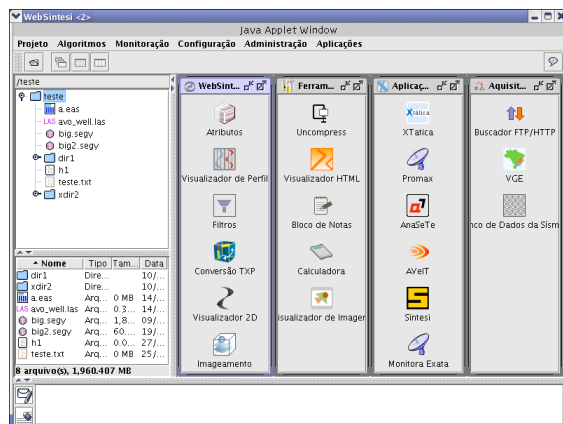 WebSintesi <2>
Java Applet Window
Projeto Algoritmos Monitoração Configuração Administração Aplicações
/teste
teste
a.eas
LAS avo_well.las
big.segy
big2.segy
dir1
h1
teste.txt
xdir2
Nome Tipo Tam... Data
dir1 Dire... 10/...
xdir2 Dire... 10/...
a.eas Arq... 0 MB 14/...
LAS avo_well.las Arq... 0.3... 14/...
big.segy Arq... 1,8... 09/...
big2.segy Arq... 60.... 19/...
h1 Arq... 0.0... 27/...
teste.txt Arq... 0 MB 25/...
8 arquivo(s), 1,960.407 MB
WebSint...
Atributos
Visualizador de Perfil
Filtros
Conversão TXP
Visualizador 2D
Imageamento
Ferram...
Uncompress
Visualizador HTML
Bloco de Notas
Calculadora
isualizador de Imager
Aplicaç...
Xtática
XTatica
Promax
AnaSeTe
AVelT
Sintesi
Monitora Exata
Aquisit...
Buscador FTP/HTTP
VGE
nco de Dados da Sísm